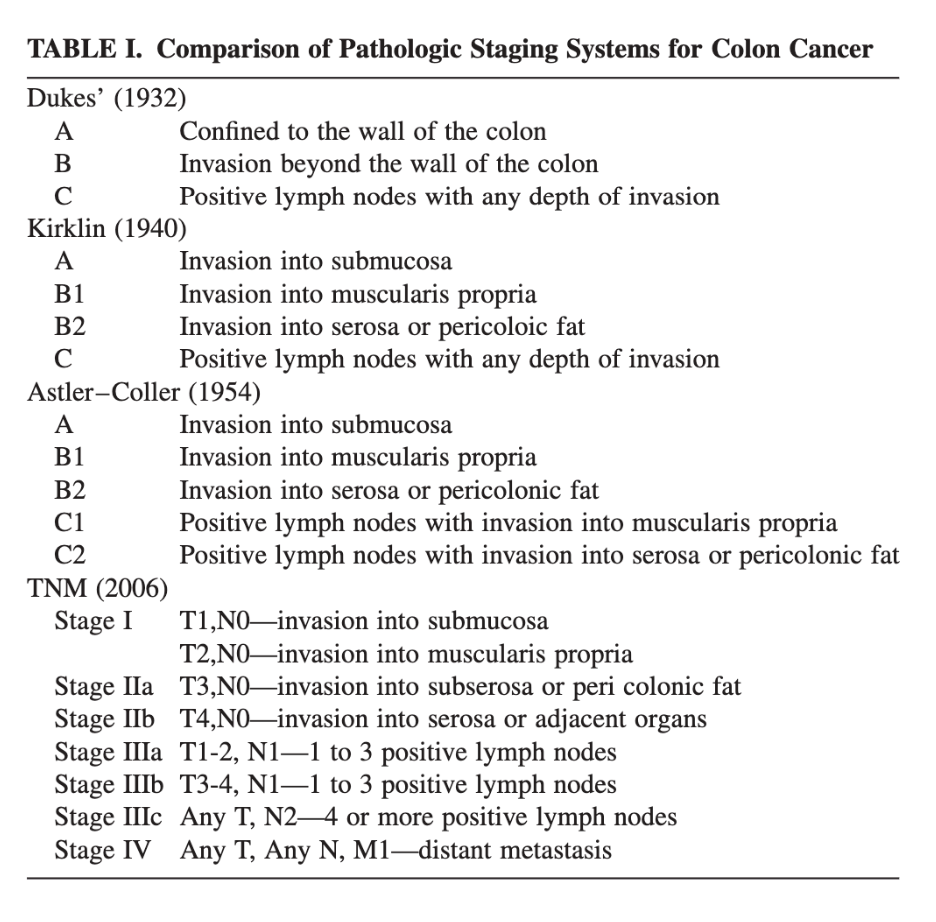 TABLE I. Comparison of Pathologic Staging Systems for Colon Cancer
Dukes’ (1932)
A Confined to the wall of the colon
B Invasion beyond the wall of the colon
C Positive lymph nodes with any depth of invasion
Kirklin (1940)
A Invasion into submucosa
B1 Invasion into muscularis propria
B2 Invasion into serosa or pericoloic fat
C Positive lymph nodes with any depth of invasion
Astler–Coller (1954)
A Invasion into submucosa
B1 Invasion into muscularis propria
B2 Invasion into serosa or pericolonic fat
C1 Positive lymph nodes with invasion into muscularis propria
C2 Positive lymph nodes with invasion into serosa or pericolonic fat
TNM (2006)
Stage I T1,N0—invasion into submucosa
T2,N0—invasion into muscularis propria
Stage IIa T3,N0—invasion into subserosa or peri colonic fat
Stage IIb T4,N0—invasion into serosa or adjacent organs
Stage IIIa T1-2, N1—1 to 3 positive lymph nodes
Stage IIIb T3-4, N1—1 to 3 positive lymph nodes
Stage IIIc Any T, N2—4 or more positive lymph nodes
Stage IV Any T, Any N, M1—distant metastasis